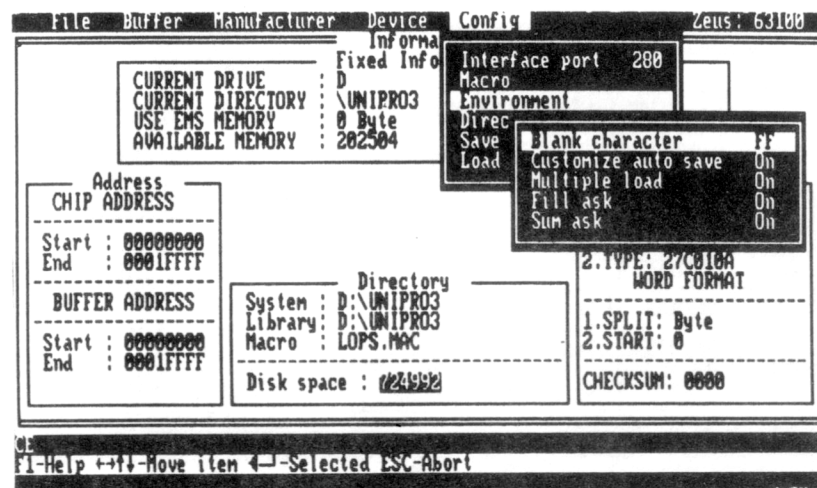 File Buffer Manufacturer Device Config Zeus: 63100
Informa
Fixed Info
CURRENT DRIVE : D
CURRENT DIRECTORY : \UNIPRO3
USE EMS MEMORY : 0 Byte
AVAILABLE MEMORY : 202504
Interface port 280
Macro
Environment
Direc
Save
Load
Blank character FF
Customize auto save On
Multiple load On
Fill ask On
Sum ask On
Address
CHIP ADDRESS
Start : 00000000
End : 0001FFFF
BUFFER ADDRESS
Start : 00000000
End : 0001FFFF
Directory
System : D:\UNIPRO3
Library: D:\UNIPRO3
Macro : LOPS.MAC
Disk space : 724992
2.TYPE: 27C010A
WORD FORMAT
1.SPLIT: Byte
2.START: 0
CHECKSUM: 0000
CE
F1-Help ←→↑↓-Move item ◄─┘-Selected ESC-Abort